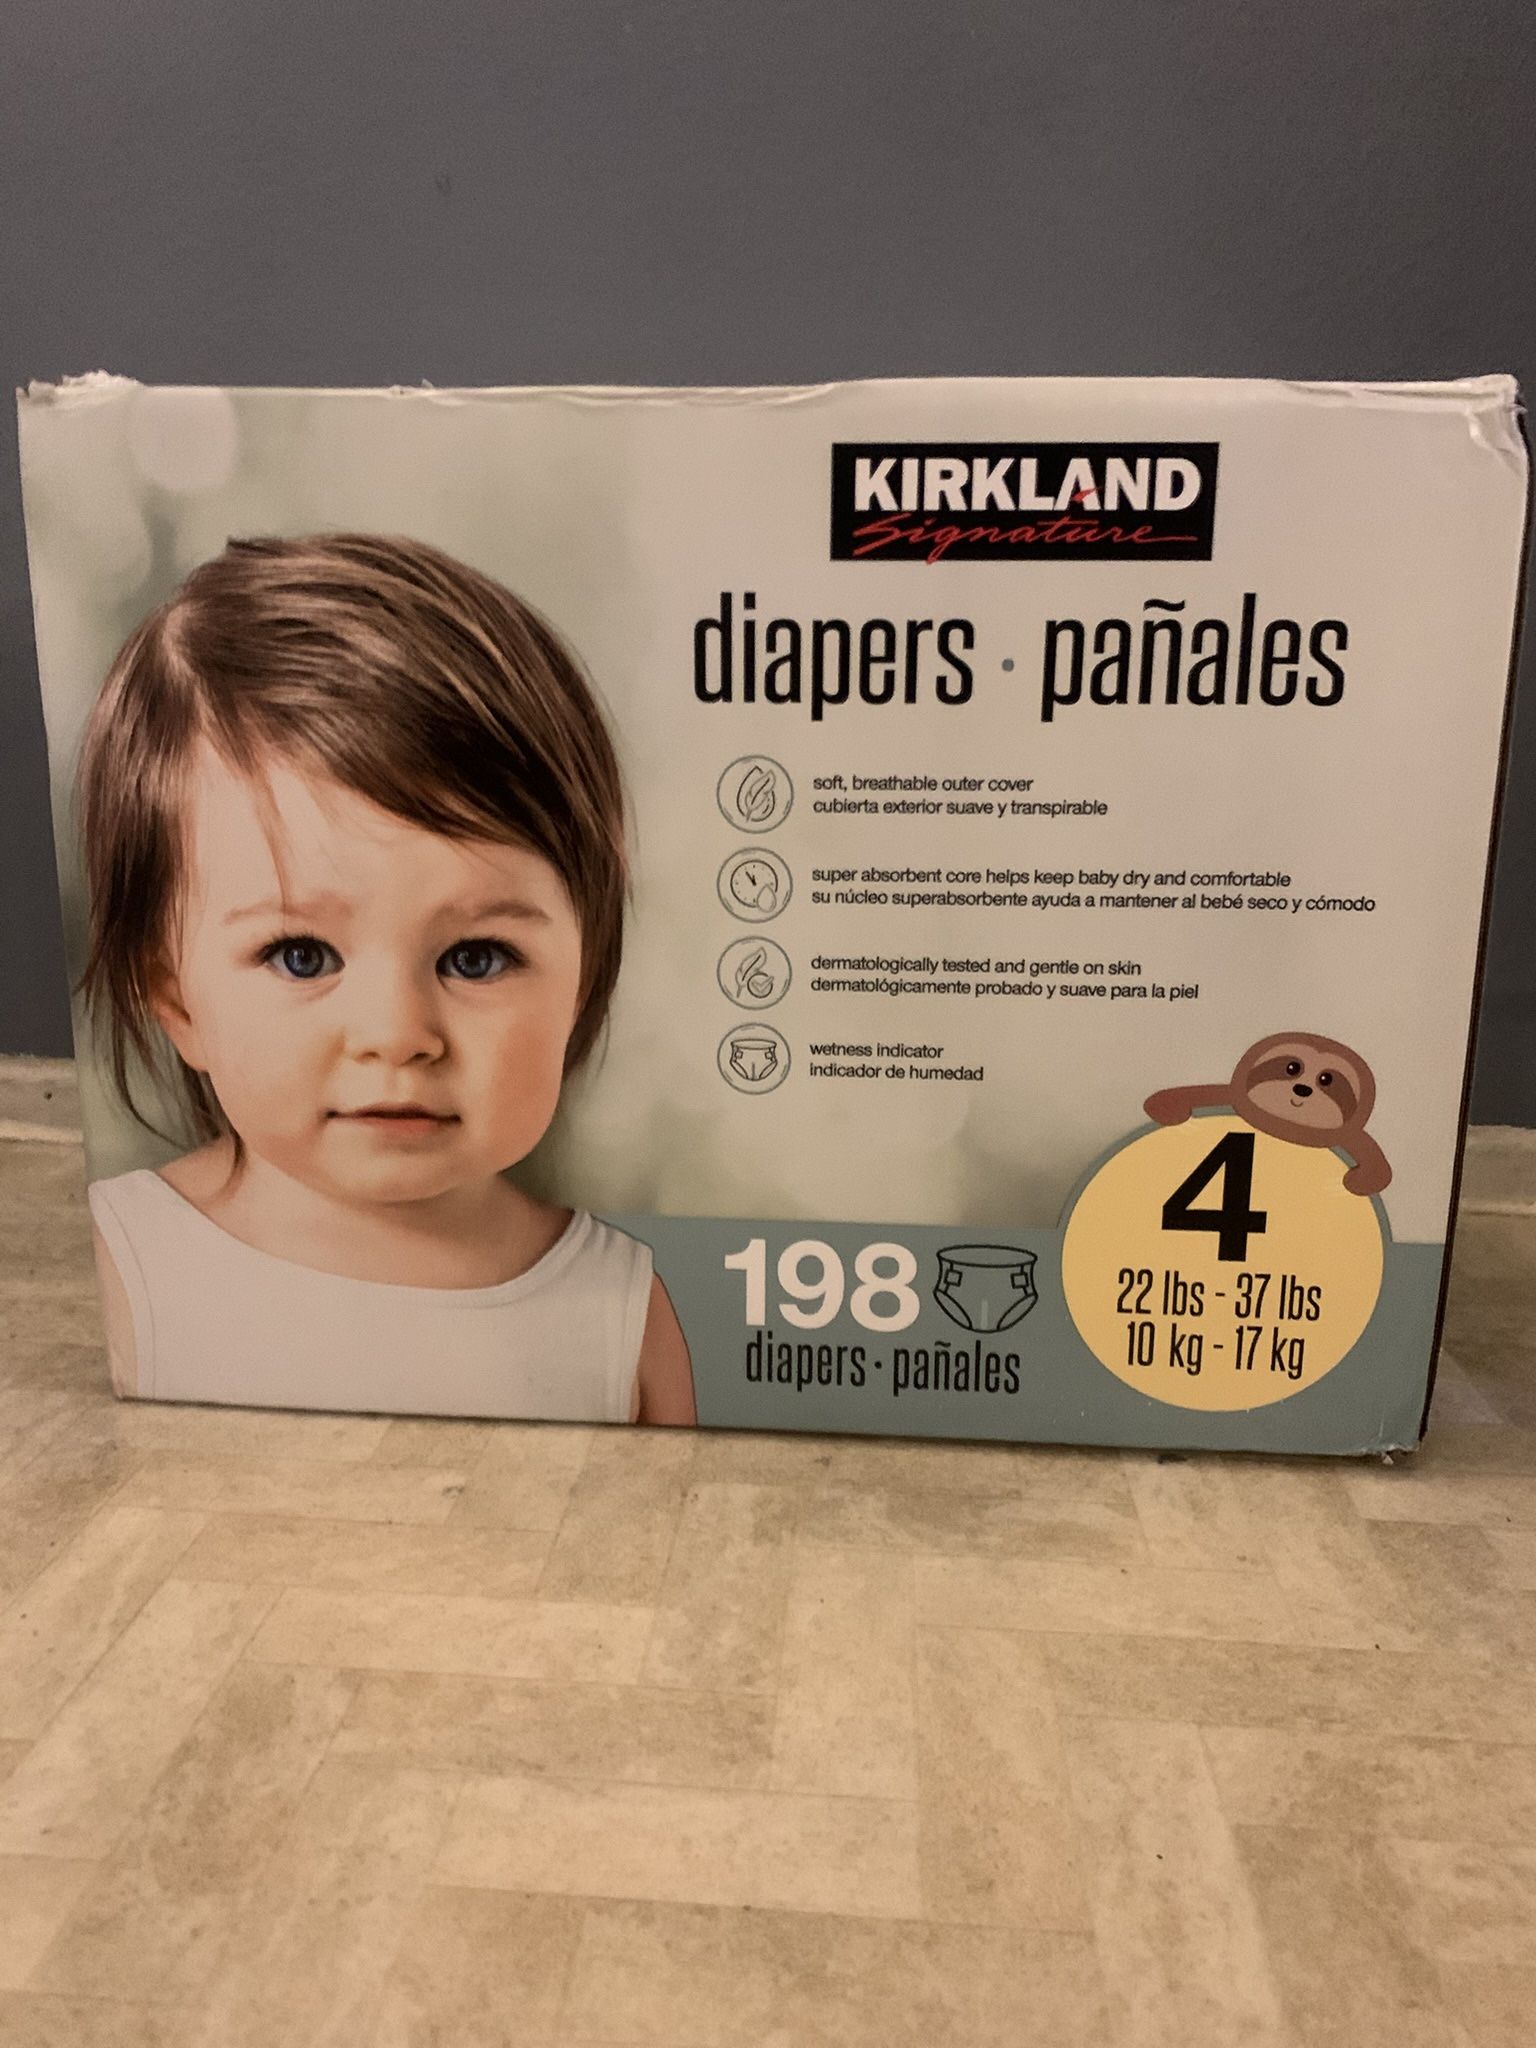 KIRKLAND
Signature
diapers · pañales
soft, breathable outer cover
cubierta exterior suave y transpirable
super absorbent core helps keep baby dry and comfortable
su núcleo superabsorbente ayuda a mantener al bebé seco y cómodo
dermatologically tested and gentle on skin
dermatológicamente probado y suave para la piel
wetness indicator
indicador de humedad
198
diapers · pañales
4
22 lbs - 37 lbs
10 kg - 17 kg